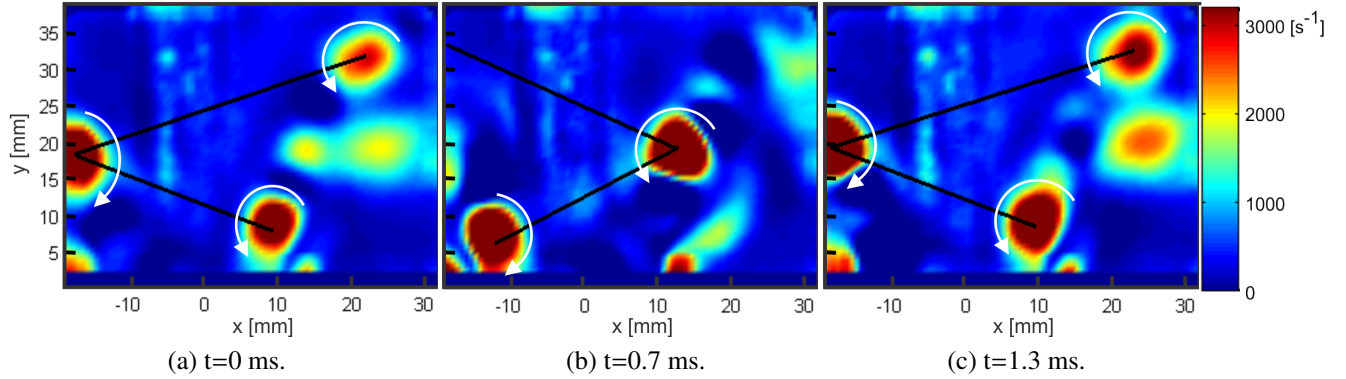 35
30
25
20
15
10
5
y [mm]
-10 0 10 20 30
x [mm]
-10 0 10 20 30
x [mm]
-10 0 10 20 30
x [mm]
3000 [s⁻¹]
2000
1000
0
(a) t=0 ms.
(b) t=0.7 ms.
(c) t=1.3 ms.